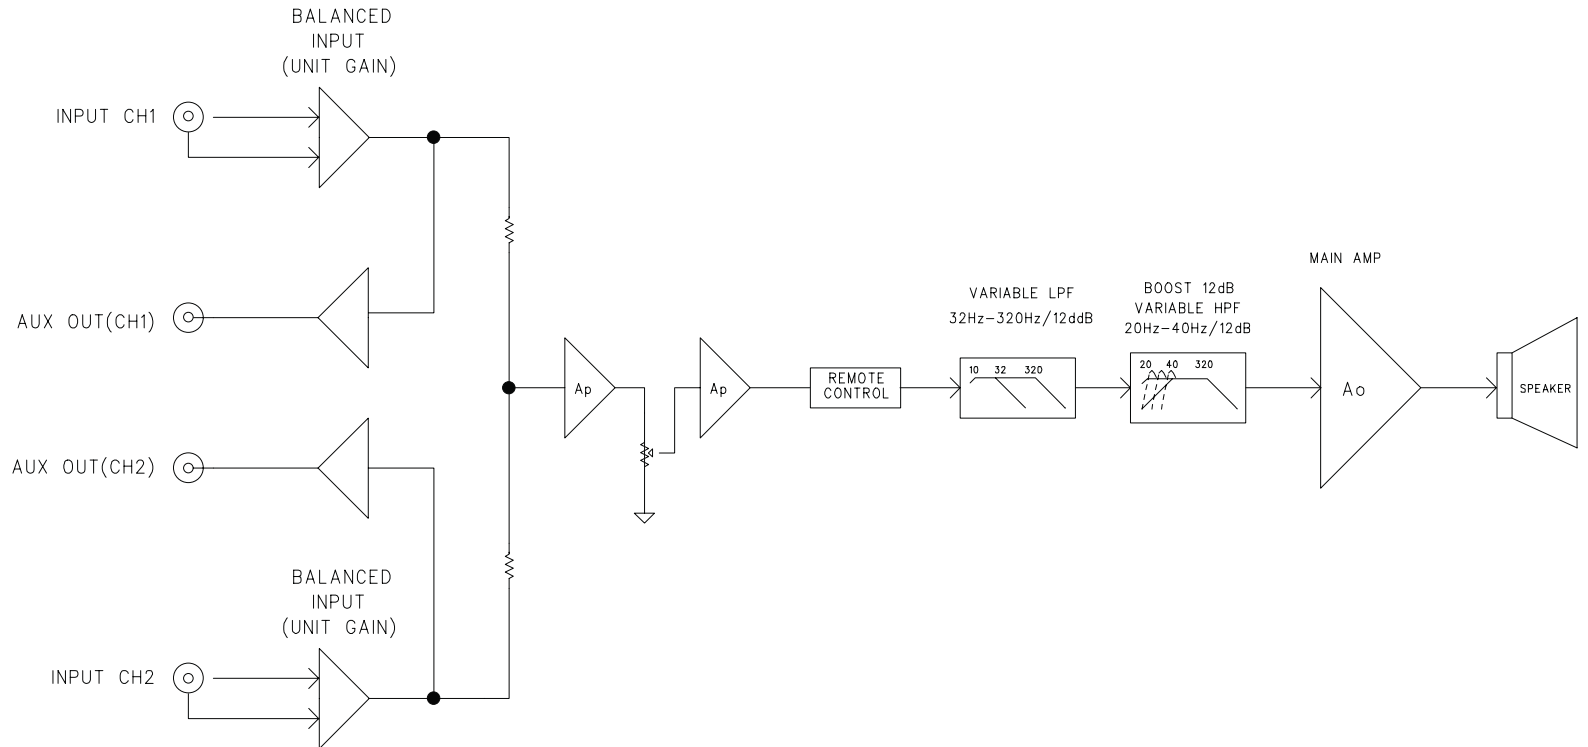 BALANCED
INPUT
(UNIT GAIN)
INPUT CH1
AUX OUT(CH1)
AUX OUT(CH2)
BALANCED
INPUT
(UNIT GAIN)
INPUT CH2
Ap
Ap
REMOTE
CONTROL
VARIABLE LPF
32Hz-320Hz/12ddB
10 32 320
BOOST 12dB
VARIABLE HPF
20Hz-40Hz/12dB
20 40 320
MAIN AMP
Ao
SPEAKER